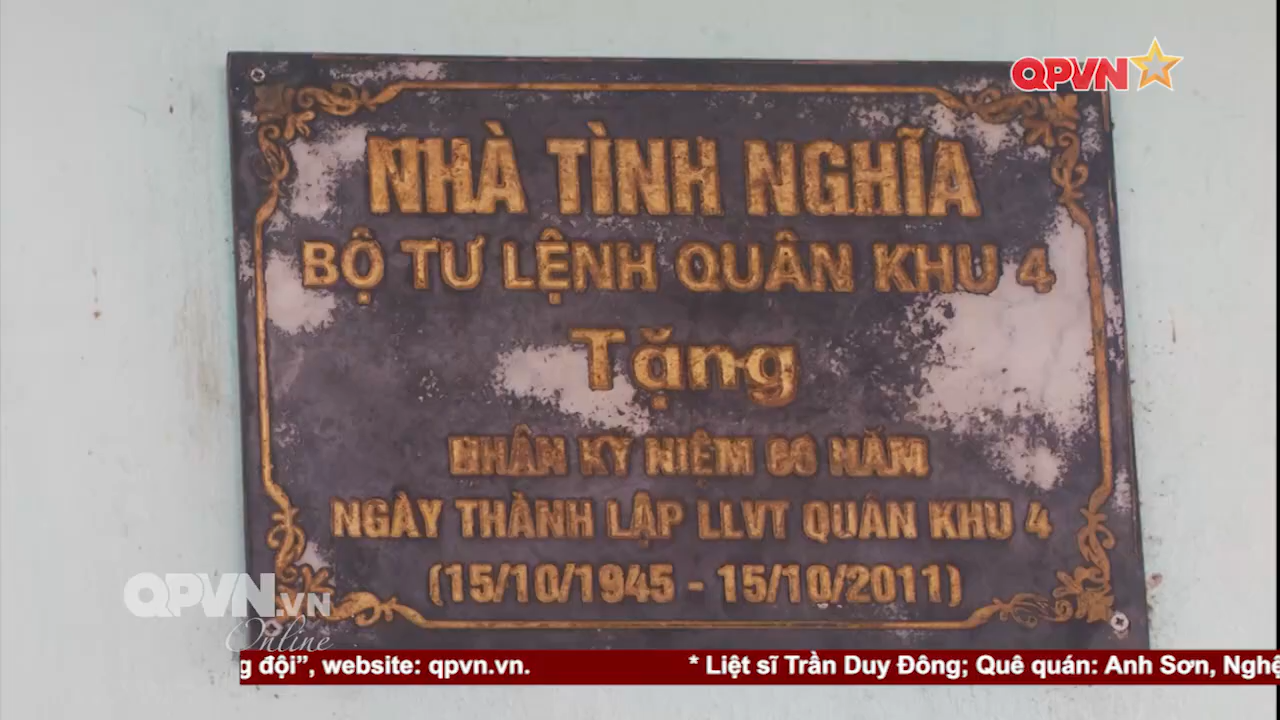 QPVN
NHÀ TÌNH NGHĨA
BỘ TƯ LỆNH QUÂN KHU 4
Tặng
NHÂN KỶ NIỆM 66 NĂM
NGÀY THÀNH LẬP LLVT QUÂN KHU 4
(15/10/1945 - 15/10/2011)
QPVN.VN
Online
g đội”, website: qpvn.vn. * Liệt sĩ Trần Duy Đông; Quê quán: Anh Sơn, Nghệ